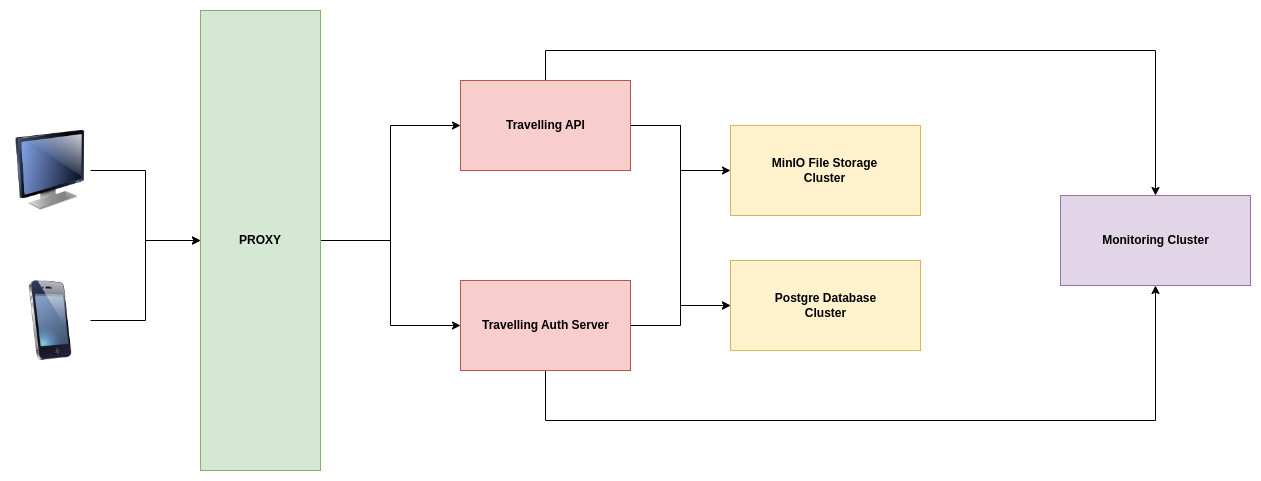 PROXY
Travelling API
Travelling Auth Server
MinIO File Storage
Cluster
Postgre Database
Cluster
Monitoring Cluster